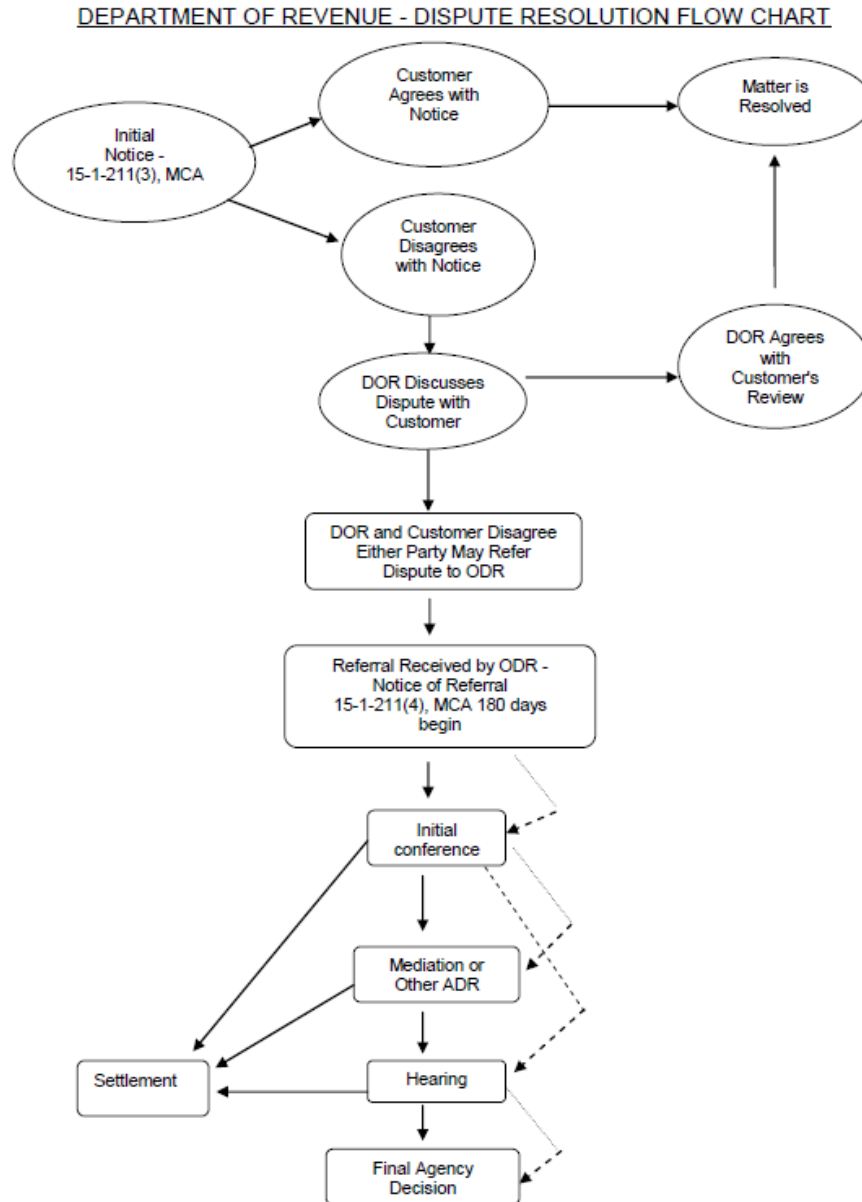 DEPARTMENT OF REVENUE - DISPUTE RESOLUTION FLOW CHART
Customer
Agrees with
Notice
Matter is
Resolved
Initial
Notice -
15-1-211(3), MCA
Customer
Disagrees
with Notice
DOR Agrees
with
Customer's
Review
DOR Discusses
Dispute with
Customer
DOR and Customer Disagree
Either Party May Refer
Dispute to ODR
Referral Received by ODR -
Notice of Referral
15-1-211(4), MCA 180 days
begin
Initial
conference
Mediation or
Other ADR
Settlement
Hearing
Final Agency
Decision